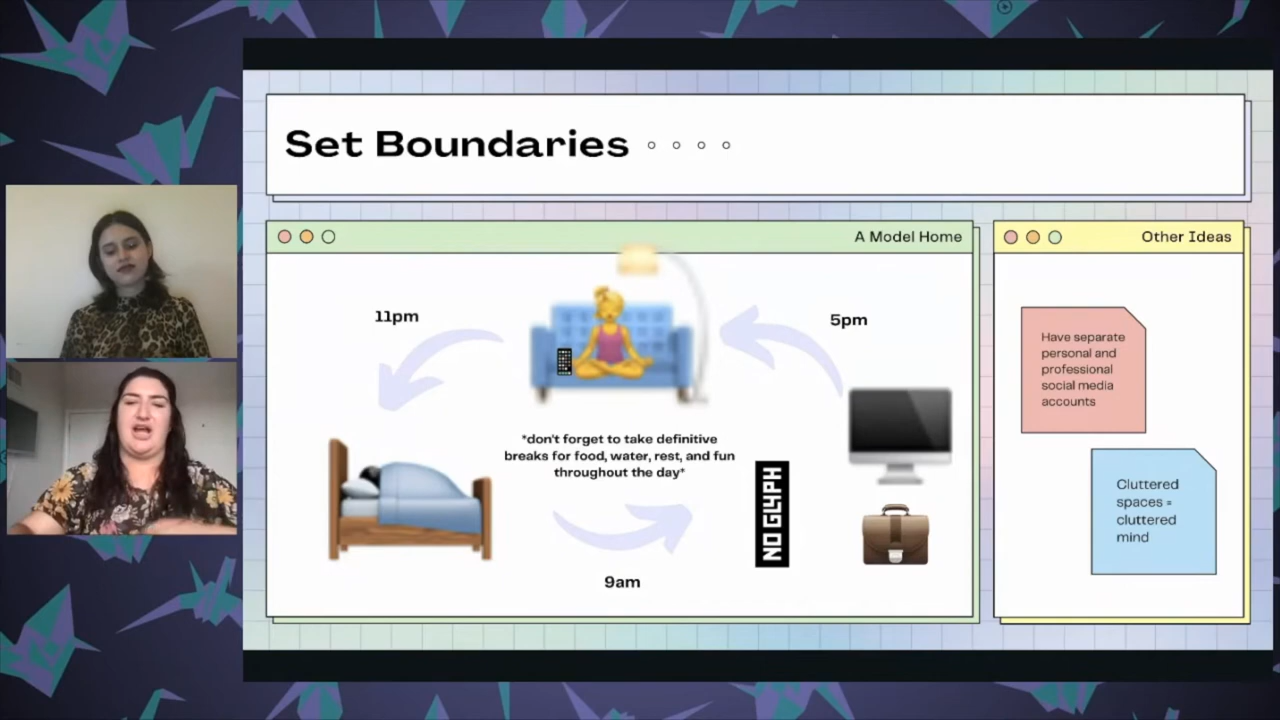 Set Boundaries
A Model Home
Other Ideas
11pm
5pm
*don't forget to take definitive
breaks for food, water, rest, and fun
throughout the day*
NO GLYPH
9am
Have separate
personal and
professional
social media
accounts
Cluttered
spaces =
cluttered
mind